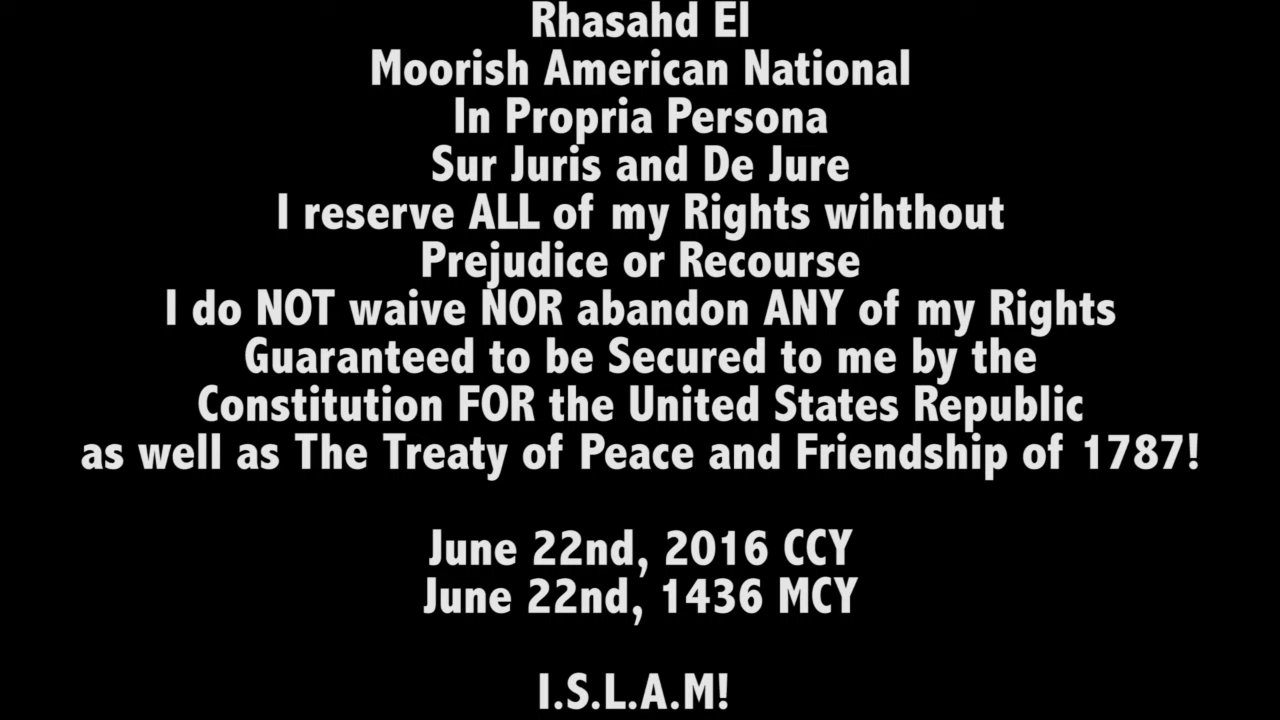 Rhasahd El
Moorish American National
In Propria Persona
Sur Juris and De Jure
I reserve ALL of my Rights wihthout
Prejudice or Recourse
I do NOT waive NOR abandon ANY of my Rights
Guaranteed to be Secured to me by the
Constitution FOR the United States Republic
as well as The Treaty of Peace and Friendship of 1787!
June 22nd, 2016 CCY
June 22nd, 1436 MCY
I.S.L.A.M!